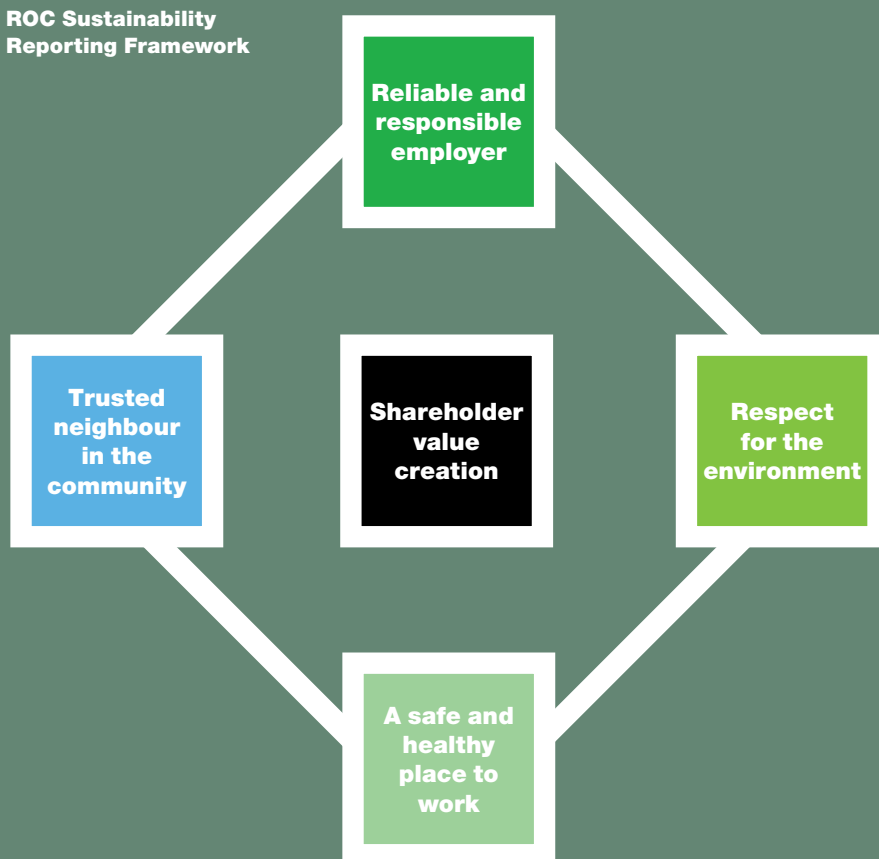 ROC Sustainability
Reporting Framework
Reliable and
responsible
employer
Trusted
neighbour
in the
community
Shareholder
value
creation
Respect
for the
environment
A safe and
healthy
place to
work